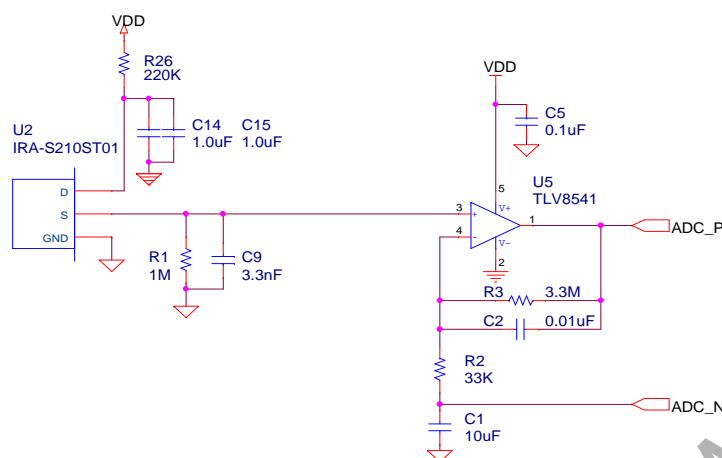 VDD
R26
220K
C14
1.0uF
C15
1.0uF
U2
IRA-S210ST01
D
S
GND
R1
1M
C9
3.3nF
VDD
C5
0.1uF
U5
TLV8541
5
V+
3
+
4
-
1
V-
2
ADC_P
R3
3.3M
C2
0.01uF
R2
33K
ADC_N
C1
10uF